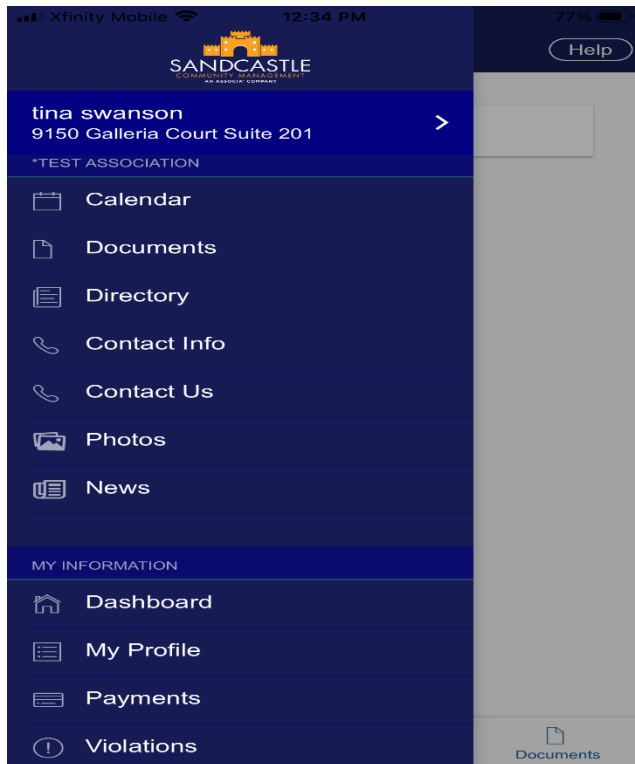 Xfinity Mobile 12:34 PM 77%
Help
SANDCASTLE
COMMUNITY MANAGEMENT
AN ASSOCIA® COMPANY
tina swanson
9150 Galleria Court Suite 201
*TEST ASSOCIATION
Calendar
Documents
Directory
Contact Info
Contact Us
Photos
News
MY INFORMATION
Dashboard
My Profile
Payments
Violations
Documents